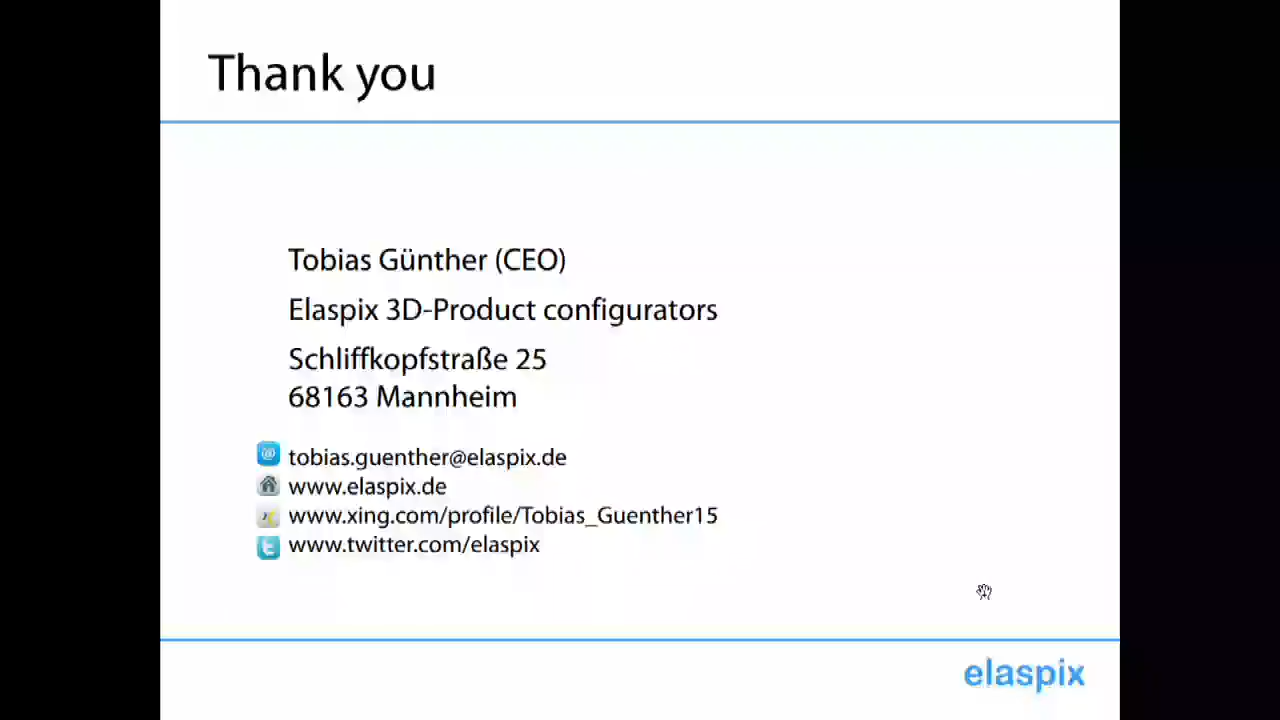 Thank you
Tobias Günther (CEO)
Elaspix 3D-Product configurators
Schliffkopfstraße 25
68163 Mannheim
tobias.guenther@elaspix.de
www.elaspix.de
www.xing.com/profile/Tobias_Guenther15
www.twitter.com/elaspix
elaspix